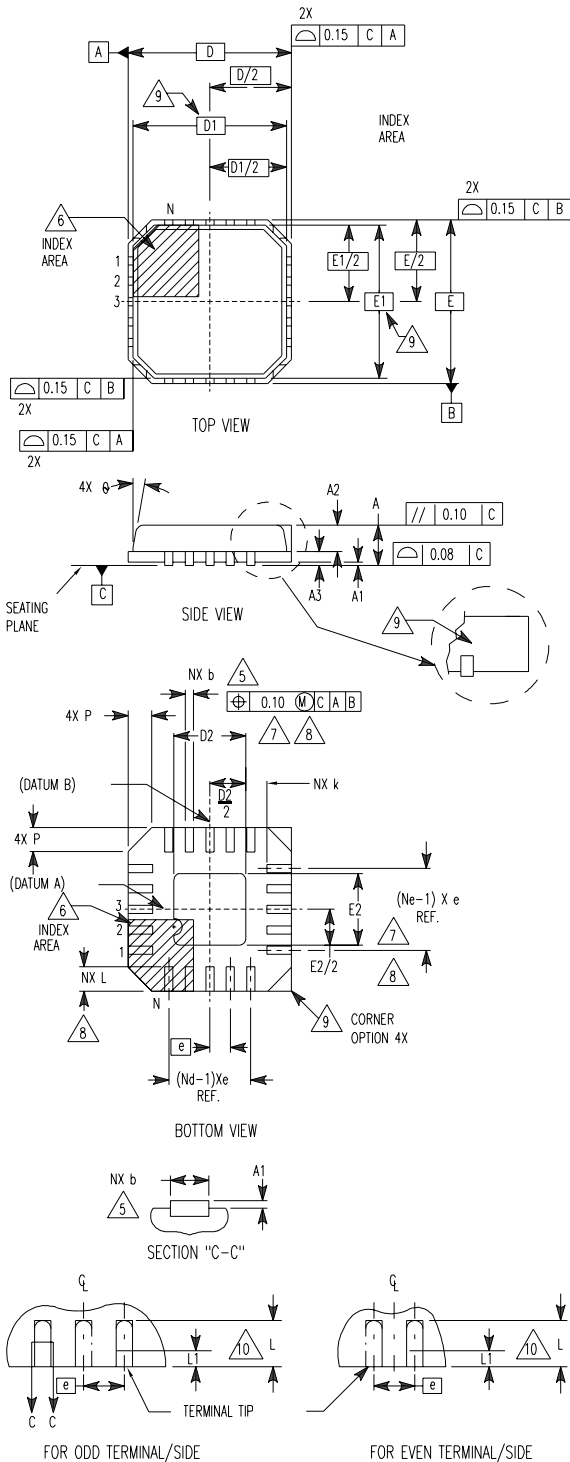 2X
0.15 C A
A
D
D/2
9
D1
INDEX
AREA
D1/2
2X
0.15 C B
N
6
INDEX
AREA
1
2
3
E1/2
E/2
E1
E
9
0.15 C B
2X
B
TOP VIEW
0.15 C A
2X
4X θ
A2
A
// 0.10 C
0.08 C
A3
A1
C
SEATING
PLANE
SIDE VIEW
9
NX b
5
0.10 M C A B
4X P
D2
7
8
(DATUM B)
D2
2
NX k
4X P
(DATUM A)
3
6
INDEX
AREA
2
1
E2
(Ne-1) X e
REF.
7
E2/2
8
NX L
8
N
9
CORNER
OPTION 4X
e
(Nd-1)Xe
REF.
BOTTOM VIEW
NX b
A1
5
SECTION "C-C"
CL
CL
L
10
L1
L
10
L1
e
e
TERMINAL TIP
C C
FOR ODD TERMINAL/SIDE
FOR EVEN TERMINAL/SIDE